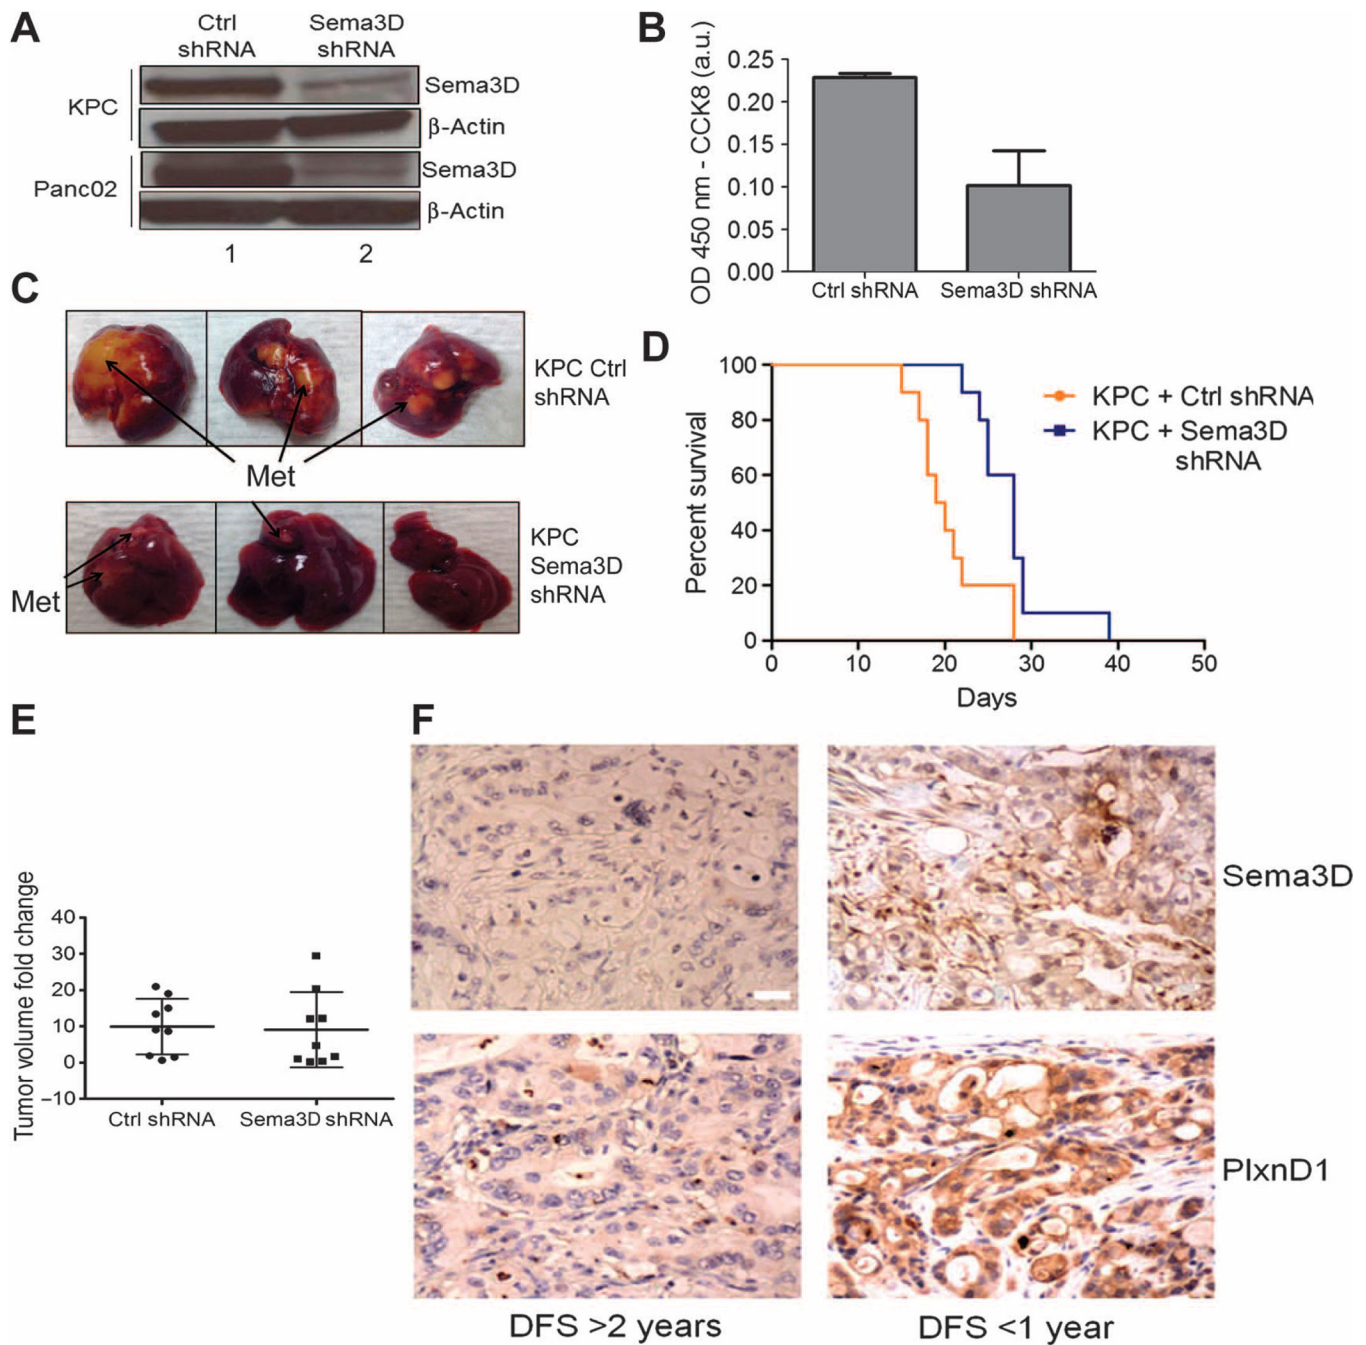 A
Ctrl
shRNA
Sema3D
shRNA
KPC
Sema3D
β-Actin
Panc02
Sema3D
β-Actin
1
2
B
OD 450 nm - CCK8 (a.u.)
0.25
0.20
0.15
0.10
0.05
0.00
Ctrl shRNA
Sema3D shRNA
C
KPC Ctrl
shRNA
Met
KPC
Sema3D
shRNA
Met
D
Percent survival
100
80
60
40
20
0
0
10
20
30
40
50
Days
KPC + Ctrl shRNA
KPC + Sema3D
shRNA
E
Tumor volume fold change
40
30
20
10
0
–10
Ctrl shRNA
Sema3D shRNA
F
Sema3D
PlxnD1
DFS >2 years
DFS <1 year